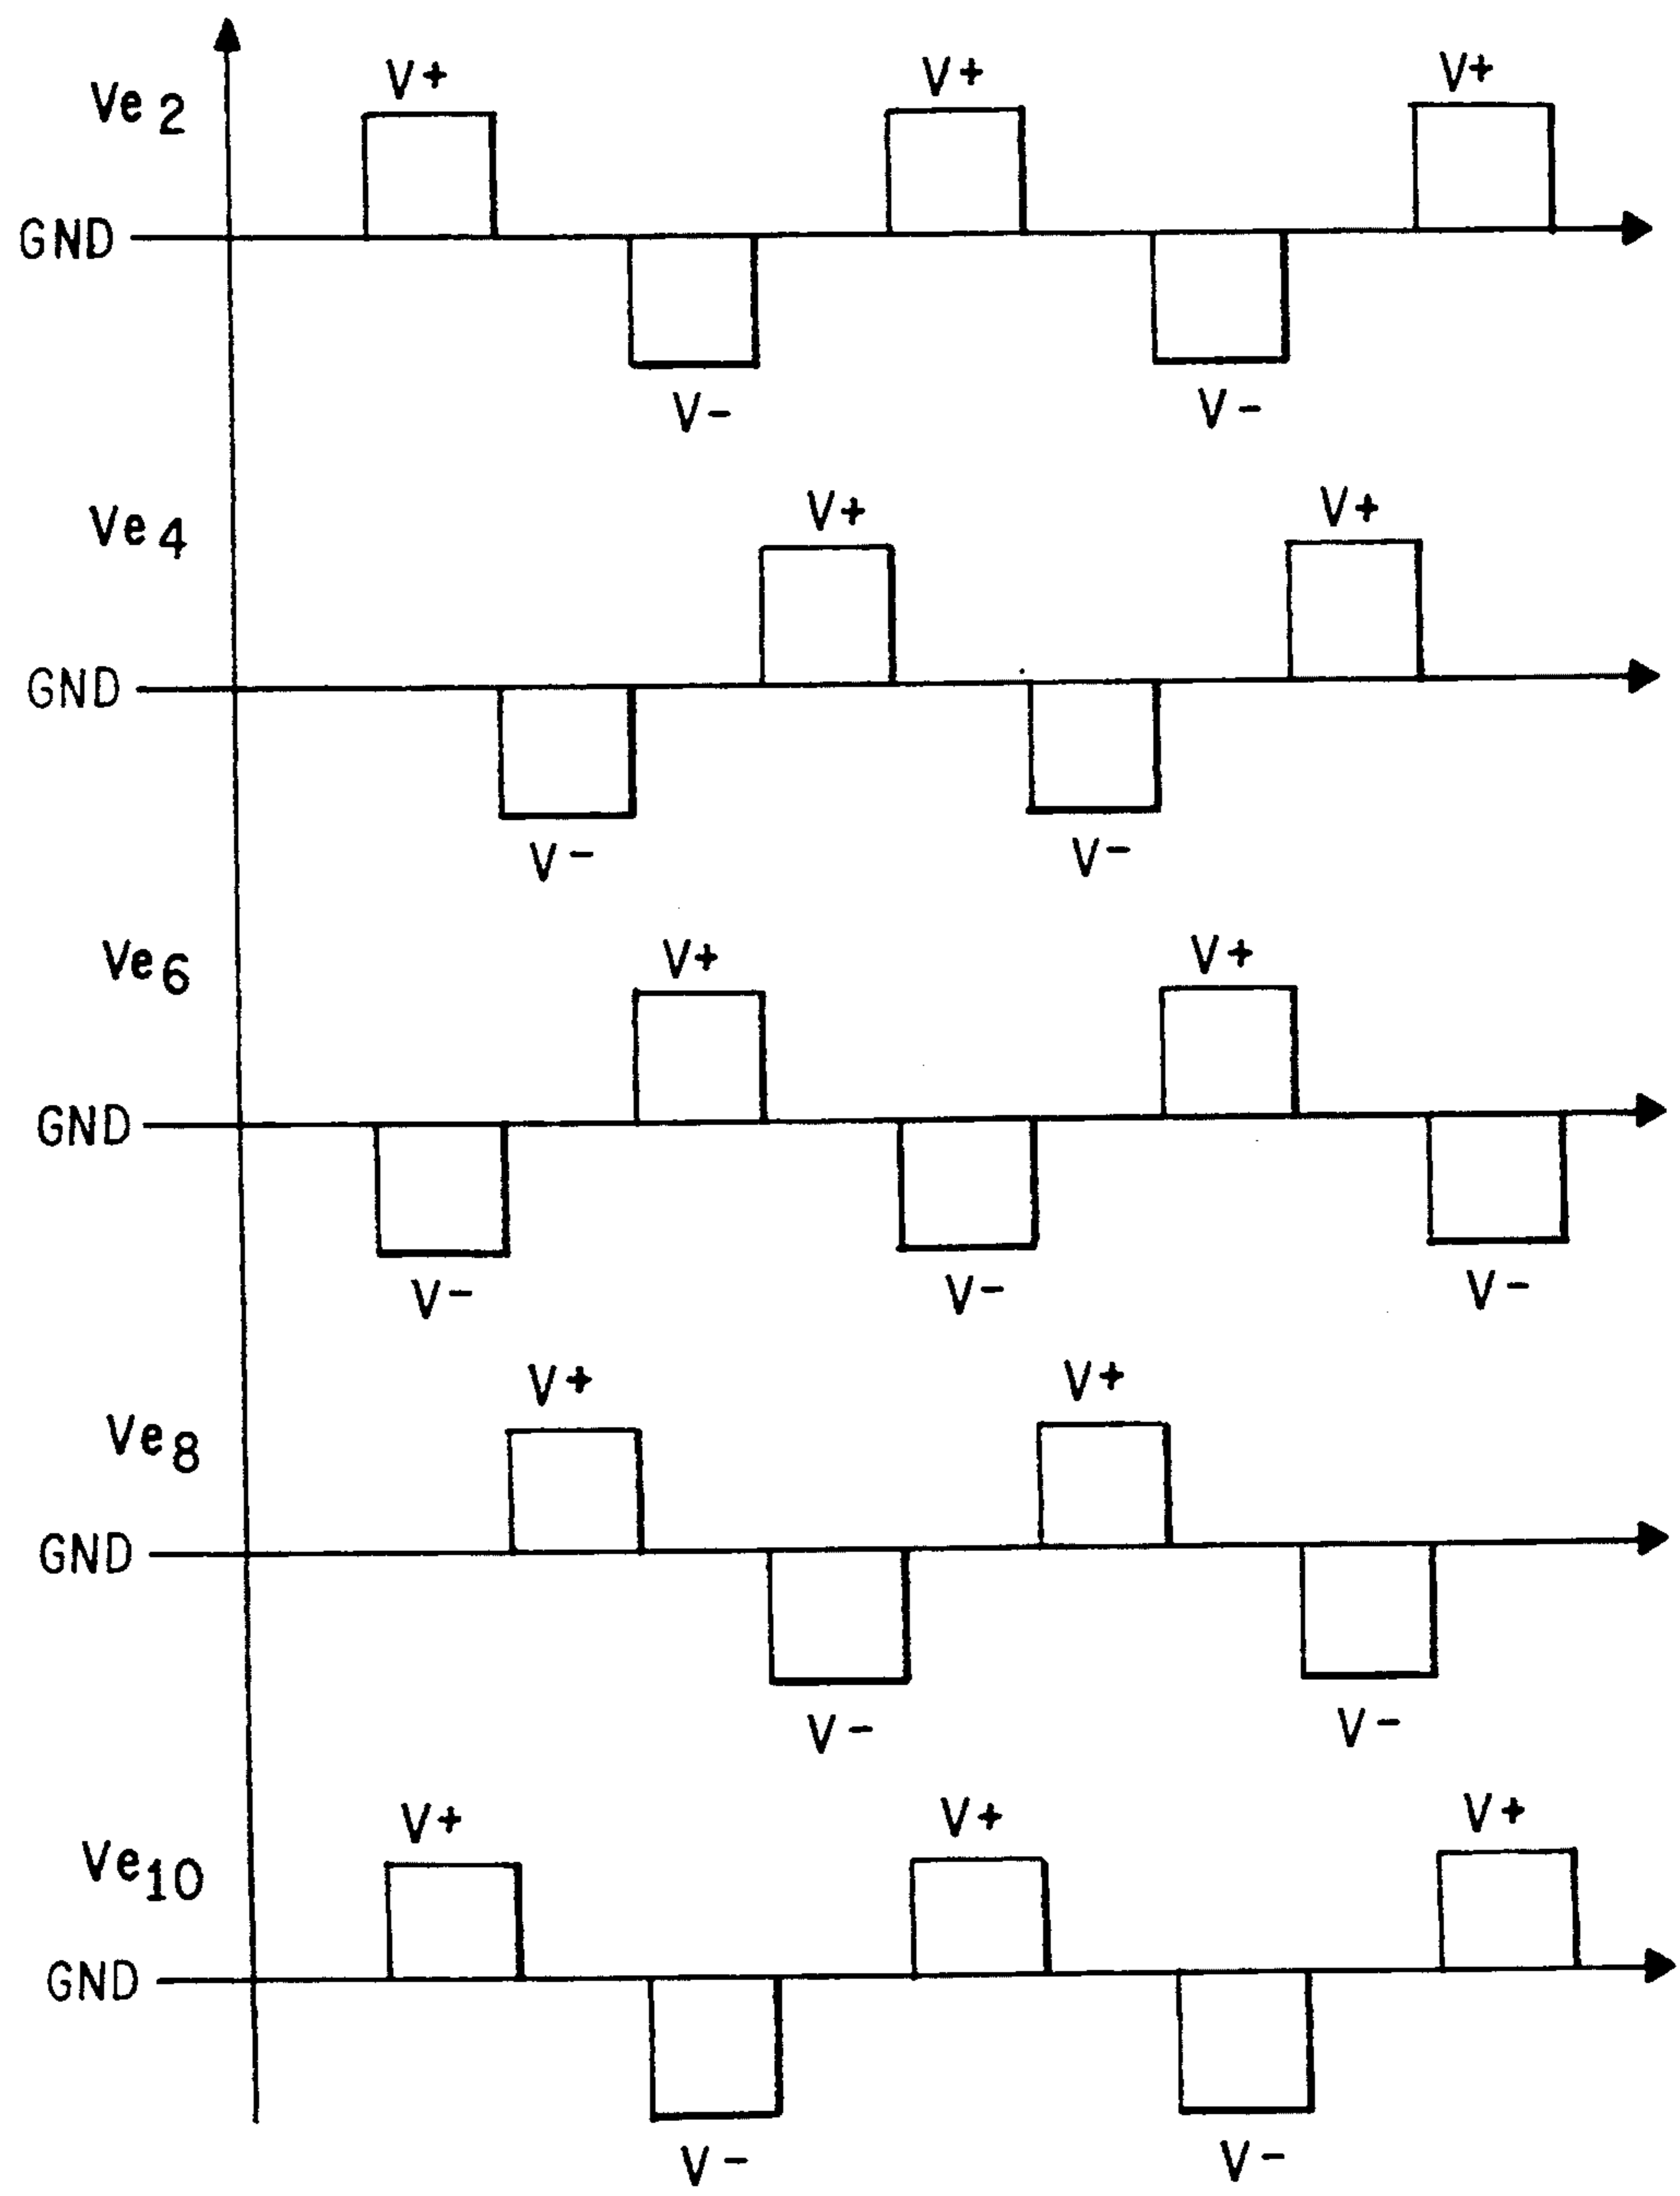 V+ V+ V+
Ve2
GND
V- V-
V+ V+
Ve4
GND
V- V-
V+ V+
Ve6
GND
V- V- V-
V+ V+
Ve8
GND
V- V-
V+ V+ V+
Ve10
GND
V- V-